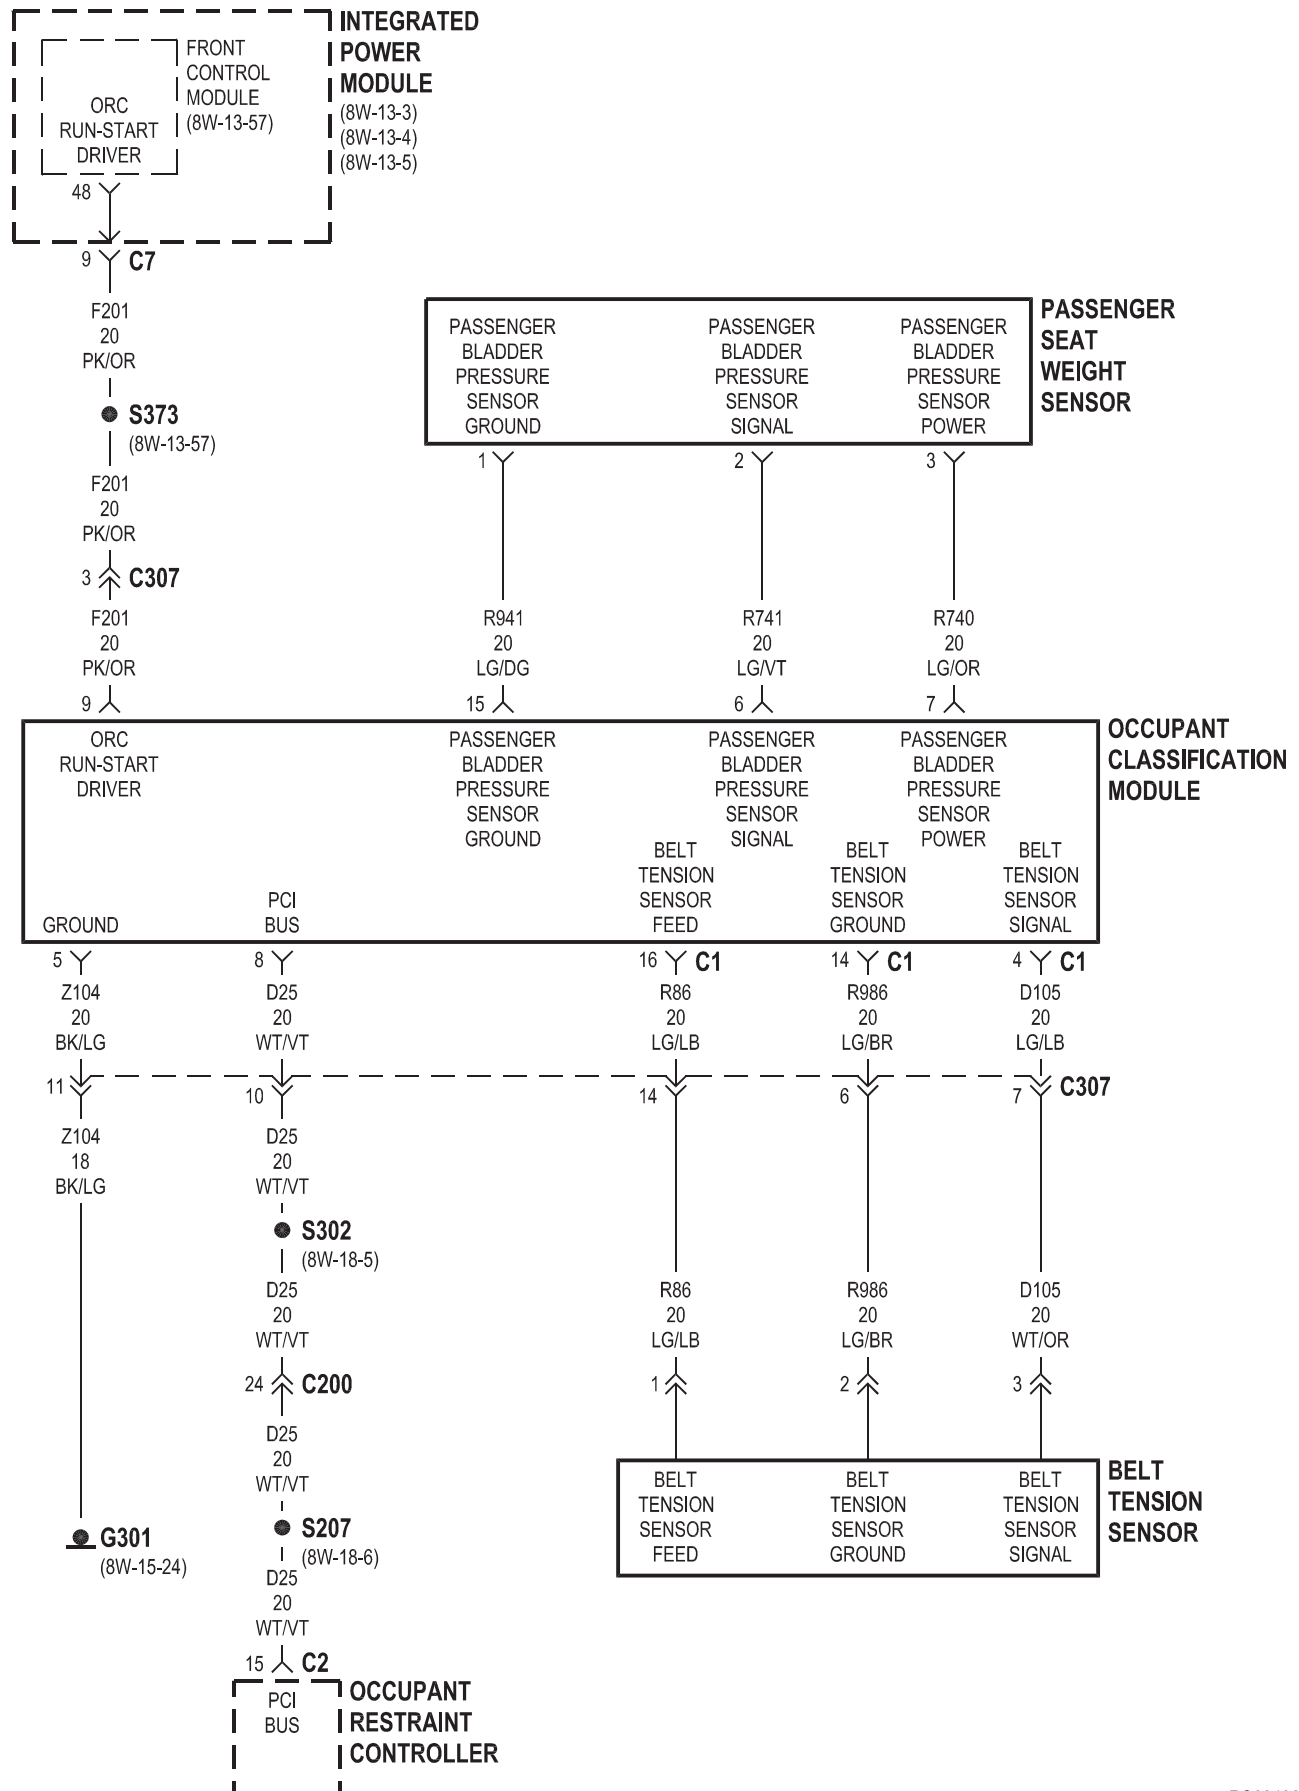 INTEGRATED
POWER
MODULE
(8W-13-3)
(8W-13-4)
(8W-13-5)
FRONT
CONTROL
MODULE
(8W-13-57)
ORC
RUN-START
DRIVER
48
9 C7
F201
20
PK/OR
S373
(8W-13-57)
F201
20
PK/OR
3 C307
F201
20
PK/OR
9
PASSENGER
SEAT
WEIGHT
SENSOR
PASSENGER
BLADDER
PRESSURE
SENSOR
GROUND
PASSENGER
BLADDER
PRESSURE
SENSOR
SIGNAL
PASSENGER
BLADDER
PRESSURE
SENSOR
POWER
1 2 3
R941
20
LG/DG
15
R741
20
LG/VT
6
R740
20
LG/OR
7
OCCUPANT
CLASSIFICATION
MODULE
ORC
RUN-START
DRIVER
PASSENGER
BLADDER
PRESSURE
SENSOR
GROUND
PASSENGER
BLADDER
PRESSURE
SENSOR
SIGNAL
PASSENGER
BLADDER
PRESSURE
SENSOR
POWER
GROUND
PCI
BUS
BELT
TENSION
SENSOR
FEED
BELT
TENSION
SENSOR
GROUND
BELT
TENSION
SENSOR
SIGNAL
5 8 16 C1 14 C1 4 C1
Z104
20
BK/LG
D25
20
WT/VT
R86
20
LG/LB
R986
20
LG/BR
D105
20
LG/LB
11 10 14 6 7 C307
Z104
18
BK/LG
G301
(8W-15-24)
D25
20
WT/VT
S302
(8W-18-5)
D25
20
WT/VT
24 C200
D25
20
WT/VT
S207
(8W-18-6)
D25
20
WT/VT
15 C2
PCI
BUS
OCCUPANT
RESTRAINT
CONTROLLER
R86
20
LG/LB
1
R986
20
LG/BR
2
D105
20
WT/OR
3
BELT
TENSION
SENSOR
FEED
BELT
TENSION
SENSOR
GROUND
BELT
TENSION
SENSOR
SIGNAL
BELT
TENSION
SENSOR